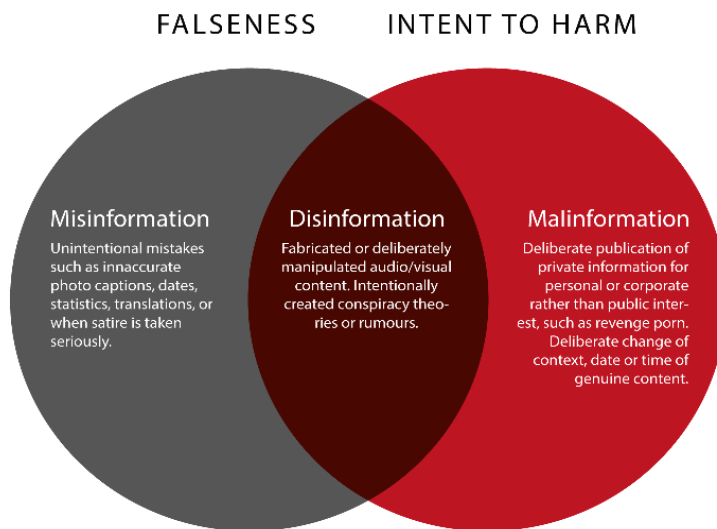 FALSENESS
INTENT TO HARM
Misinformation
Unintentional mistakes
such as innaccurate
photo captions, dates,
statistics, translations, or
when satire is taken
seriously.
Disinformation
Fabricated or deliberately
manipulated audio/visual
content. Intentionally
created conspiracy theo-
ries or rumours.
Malinformation
Deliberate publication of
private information for
personal or corporate
rather than public inter-
est, such as revenge porn.
Deliberate change of
context, date or time of
genuine content.